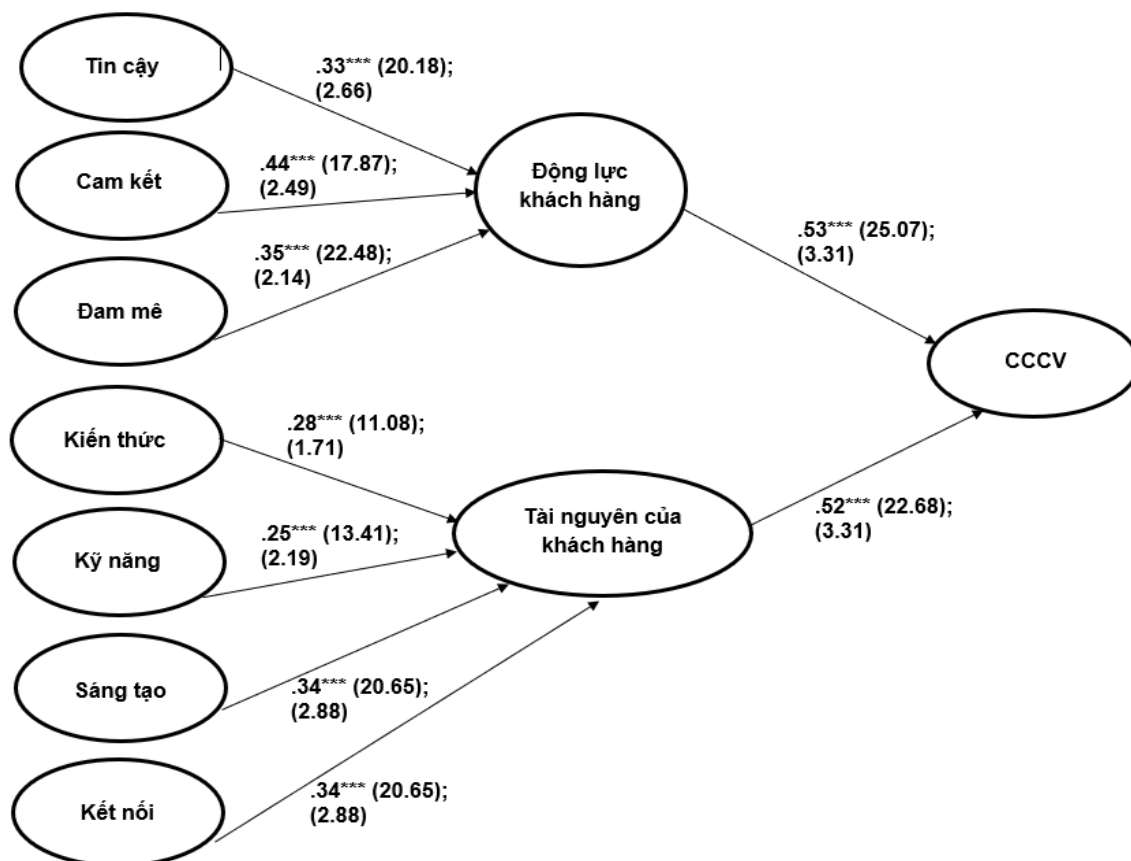 Tin cậy
.33*** (20.18);
(2.66)
Cam kết
.44*** (17.87);
(2.49)
Động lực
khách hàng
.35*** (22.48);
(2.14)
.53*** (25.07);
(3.31)
Đam mê
CCCV
Kiến thức
.28*** (11.08);
(1.71)
Kỹ năng
.25*** (13.41);
(2.19)
Tài nguyên của
khách hàng
.52*** (22.68);
(3.31)
Sáng tạo
.34*** (20.65);
(2.88)
Kết nối
.34*** (20.65);
(2.88)